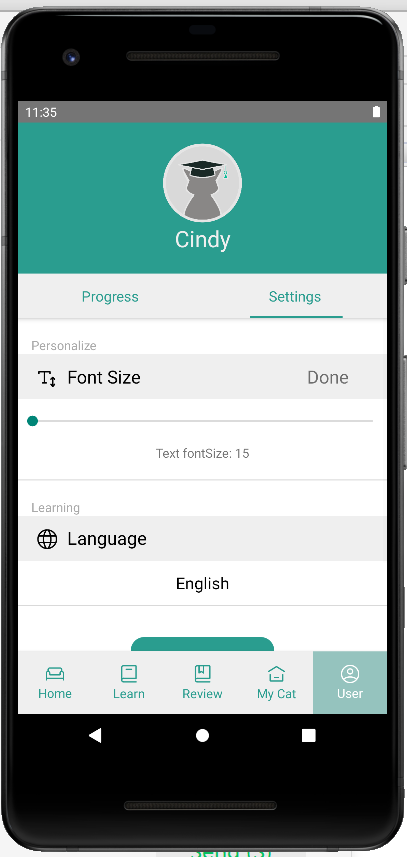 11:35
Cindy
Progress
Settings
Personalize
Font Size
Done
Text fontSize: 15
Learning
Language
English
Home
Learn
Review
My Cat
User